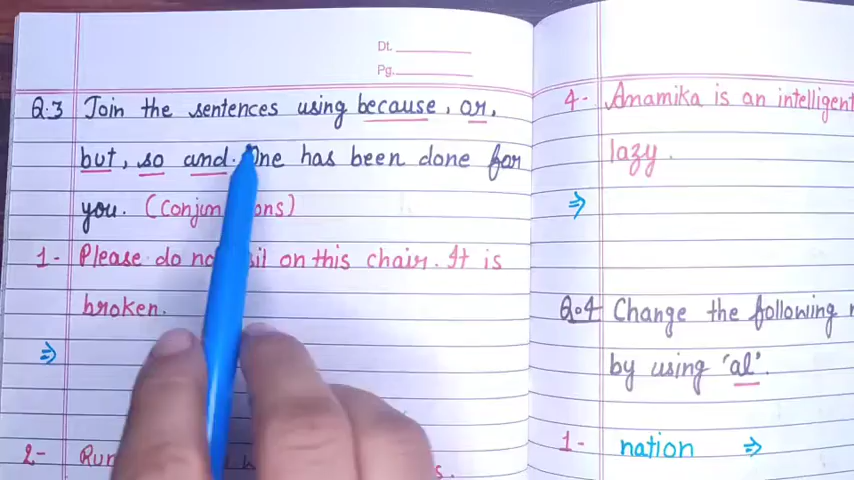 Dt.
Pg.
Q.3 Join the sentences using because, or,
but, so and. One has been done for
you.
1- Please do on this chair. It is
broken.
⇒
2-
4- Anamika is an intelligent
lazy.
⇒
Q.4 Change the following
by using 'al'.
1- nation ⇒